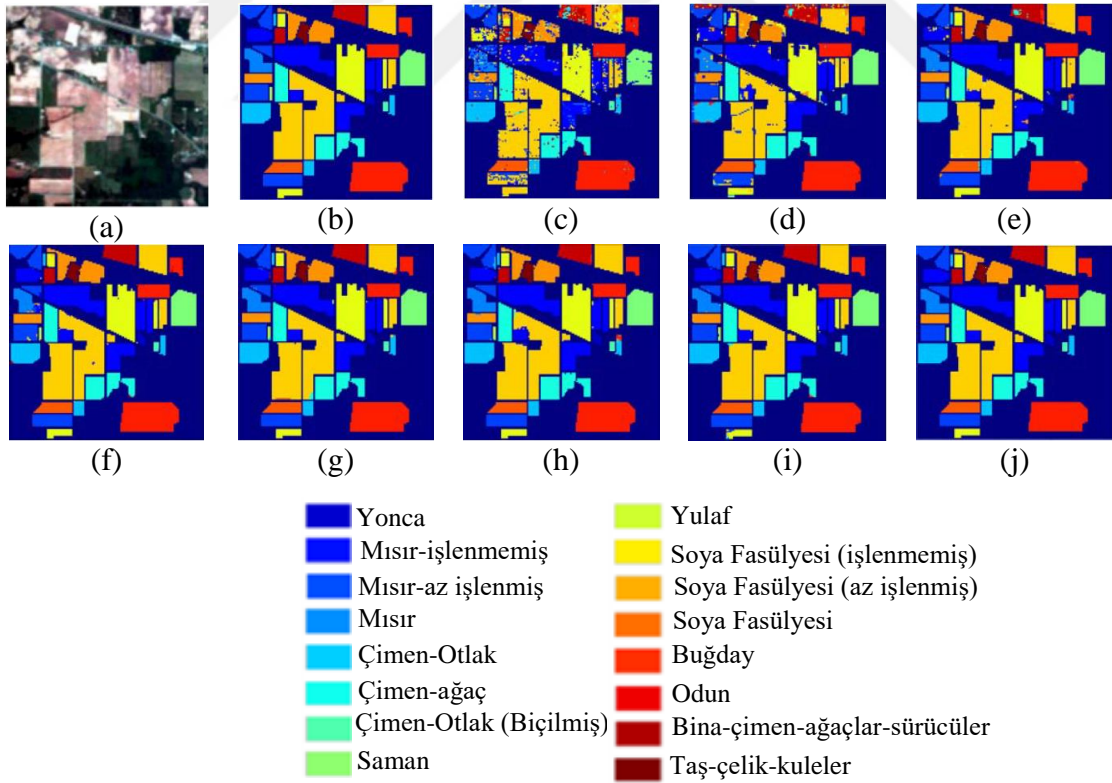 (a)
(b)
(c)
(d)
(e)
(f)
(g)
(h)
(i)
(j)
Yonca
Mısır-işlenmemiş
Mısır-az işlenmiş
Mısır
Çimen-Otlak
Çimen-ağaç
Çimen-Otlak (Biçilmiş)
Saman
Yulaf
Soya Fasülyesi (işlenmemiş)
Soya Fasülyesi (az işlenmiş)
Soya Fasülyesi
Buğday
Odun
Bina-çimen-ağaçlar-sürücüler
Taş-çelik-kuleler